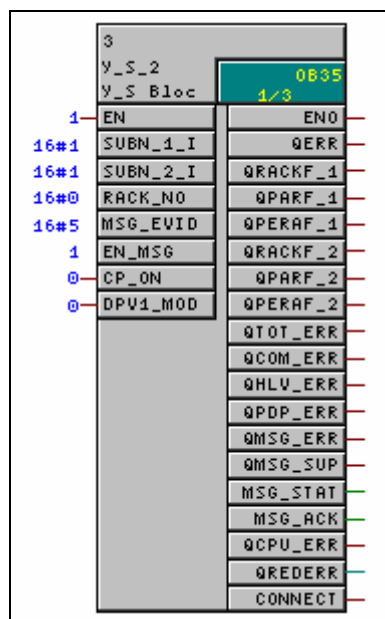 3
Y_S_2
Y_S Bloc
OB35
1/3
1 EN ENO
16#1 SUBN_1_I QERR
16#1 SUBN_2_I QRACKF_1
16#0 RACK_NO QPARF_1
16#5 MSG_EVID QPERAF_1
1 EN_MSG QRACKF_2
0 CP_ON QPARF_2
0 DPV1_MOD QPERAF_2
QTOT_ERR
QCOM_ERR
QHLV_ERR
QPDP_ERR
QMSG_ERR
QMSG_SUP
MSG_STAT
MSG_ACK
QCPU_ERR
QREDERR
CONNECT